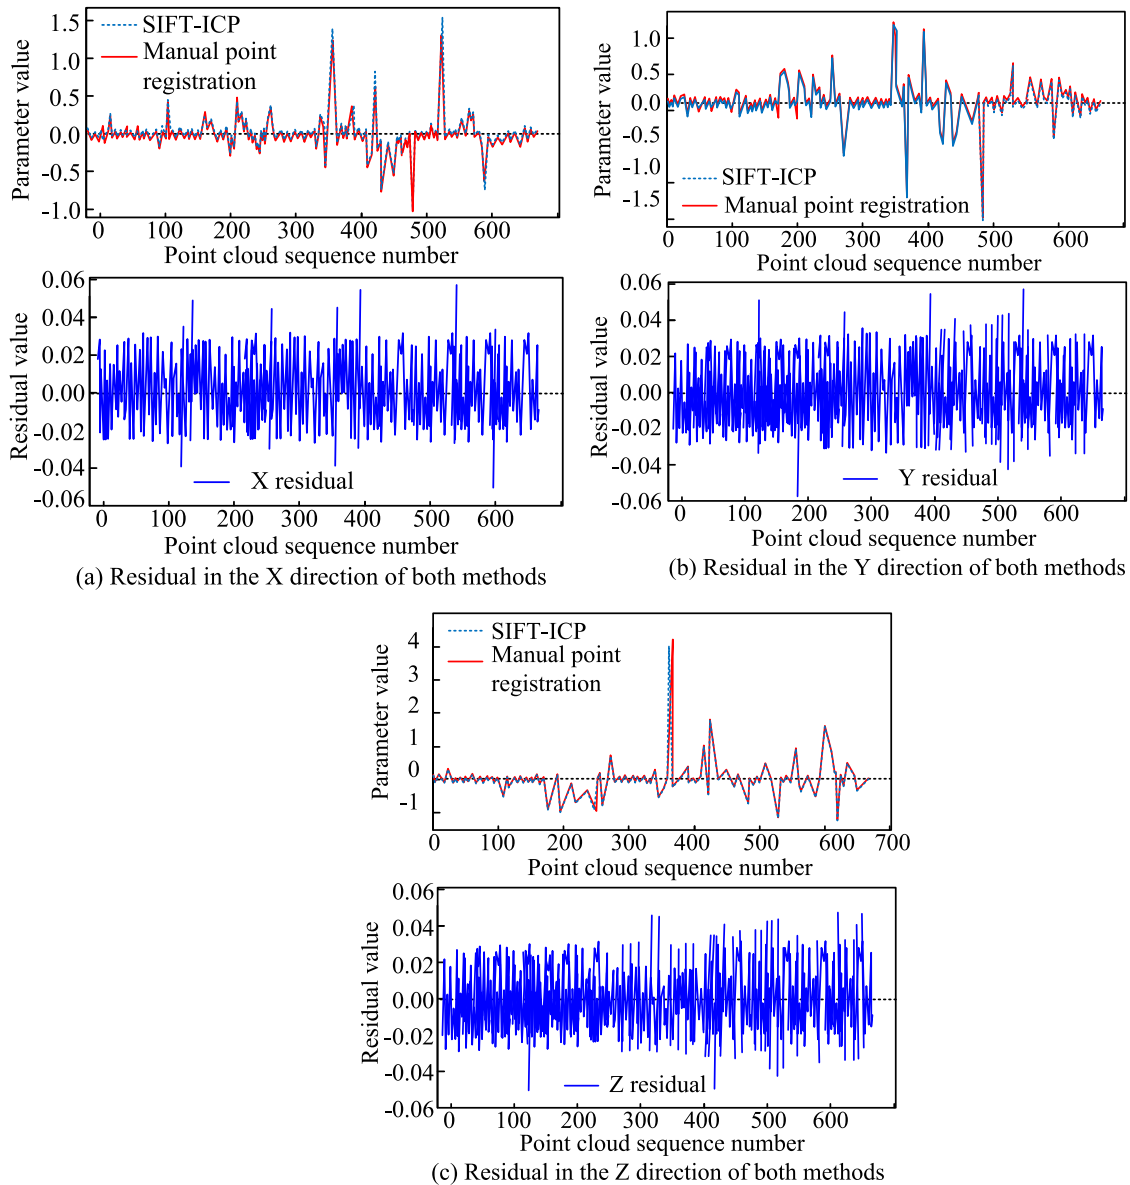 SIFT-ICP
Manual point
registration
Parameter value
1.5
1.0
0.5
0.0
-0.5
-1.0
0 100 200 300 400 500 600
Point cloud sequence number
Residual value
0.06
0.04
0.02
0.00
-0.02
-0.04
-0.06
X residual
0 100 200 300 400 500 600
Point cloud sequence number
(a) Residual in the X direction of both methods
Parameter value
1.0
0.5
0.0
-0.5
-1.0
-1.5
SIFT-ICP
Manual point registration
0 100 200 300 400 500 600
Point cloud sequence number
Residual value
0.06
0.04
0.02
0.00
-0.02
-0.04
-0.06
Y residual
0 100 200 300 400 500 600
Point cloud sequence number
(b) Residual in the Y direction of both methods
SIFT-ICP
Manual point
registration
Parameter value
4
3
2
1
0
-1
0 100 200 300 400 500 600 700
Point cloud sequence number
Residual value
0.06
0.04
0.02
0.00
-0.02
-0.04
-0.06
Z residual
0 100 200 300 400 500 600
Point cloud sequence number
(c) Residual in the Z direction of both methods